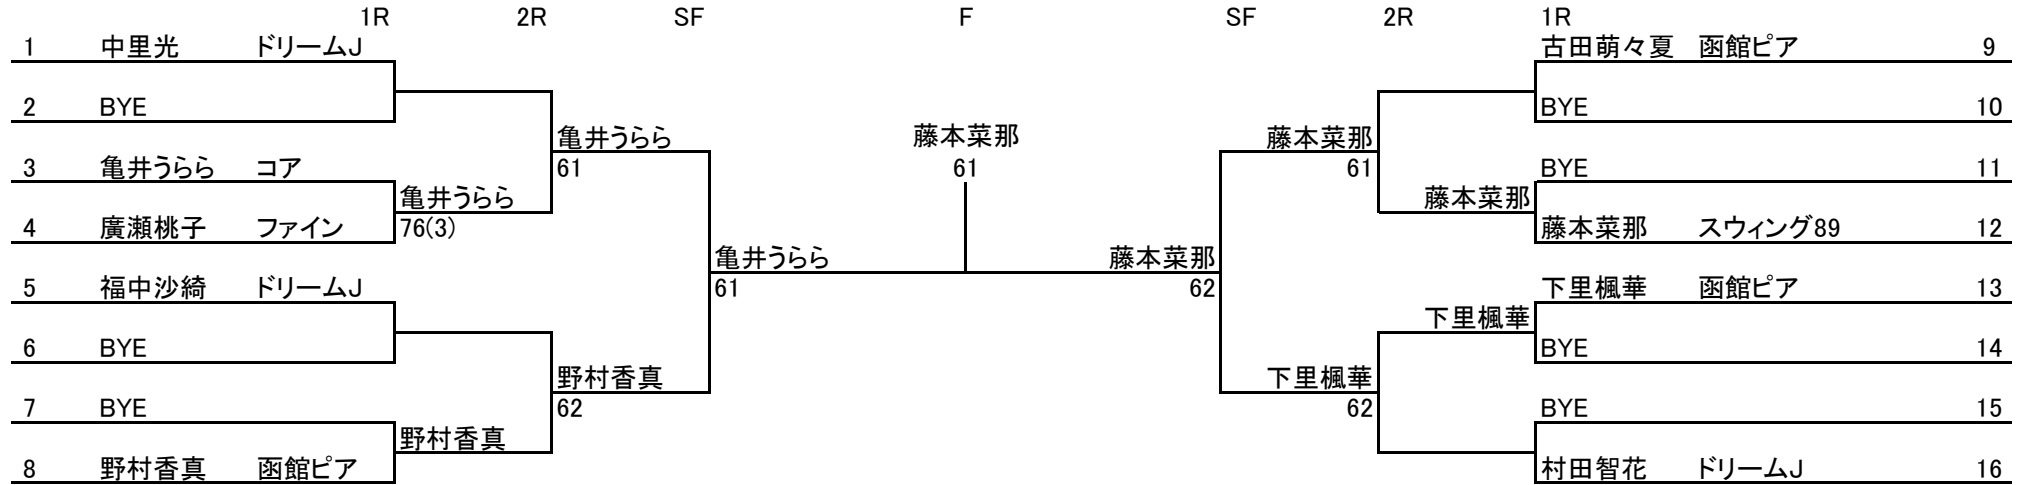 1R 2R SF F SF 2R 1R
1 中里光 ドリームJ 古田萌々夏 函館ピア 9
2 BYE BYE 10
亀井うらら 藤本菜那 藤本菜那
3 亀井うらら コア 61 61 61 BYE 11
亀井うらら 藤本菜那
4 廣瀬桃子 ファイン 76(3) 藤本菜那 スウィング89 12
亀井うらら 藤本菜那
5 福中沙綺 ドリームJ 61 62 下里楓華 函館ピア 13
下里楓華
6 BYE BYE 14
野村香真 下里楓華
7 BYE 62 62 BYE 15
野村香真
8 野村香真 函館ピア 村田智花 ドリームJ 16